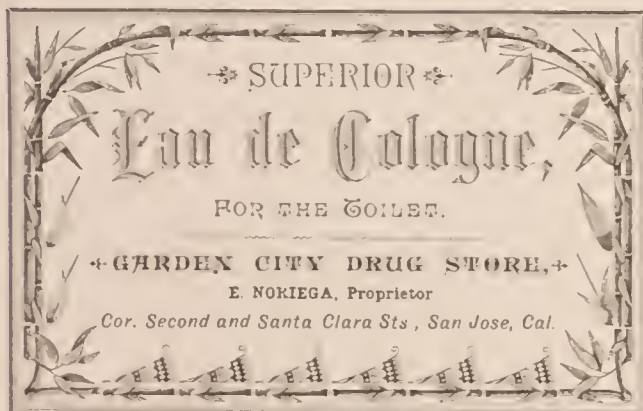 SUPERIOR
Eau de Cologne,
FOR THE TOILET.
GARDEN CITY DRUG STORE,
E. NORIEGA, Proprietor
Cor. Second and Santa Clara Sts, San Jose, Cal.